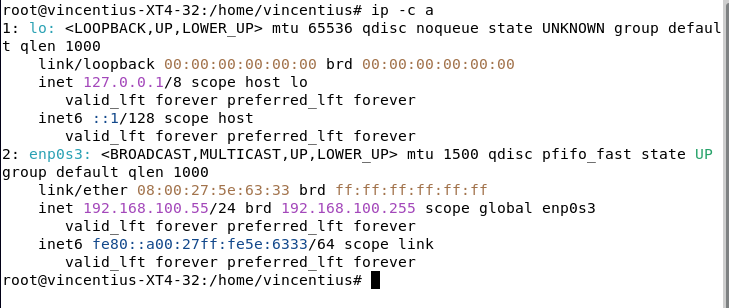 root@vincentius-XT4-32:/home/vincentius# ip -c a
1: lo: <LOOPBACK,UP,LOWER_UP> mtu 65536 qdisc noqueue state UNKNOWN group defaul
t qlen 1000
    link/loopback 00:00:00:00:00:00 brd 00:00:00:00:00:00
    inet 127.0.0.1/8 scope host lo
       valid_lft forever preferred_lft forever
    inet6 ::1/128 scope host
       valid_lft forever preferred_lft forever
2: enp0s3: <BROADCAST,MULTICAST,UP,LOWER_UP> mtu 1500 qdisc pfifo_fast state UP
group default qlen 1000
    link/ether 08:00:27:5e:63:33 brd ff:ff:ff:ff:ff:ff
    inet 192.168.100.55/24 brd 192.168.100.255 scope global enp0s3
       valid_lft forever preferred_lft forever
    inet6 fe80::a00:27ff:fe5e:6333/64 scope link
       valid_lft forever preferred_lft forever
root@vincentius-XT4-32:/home/vincentius#